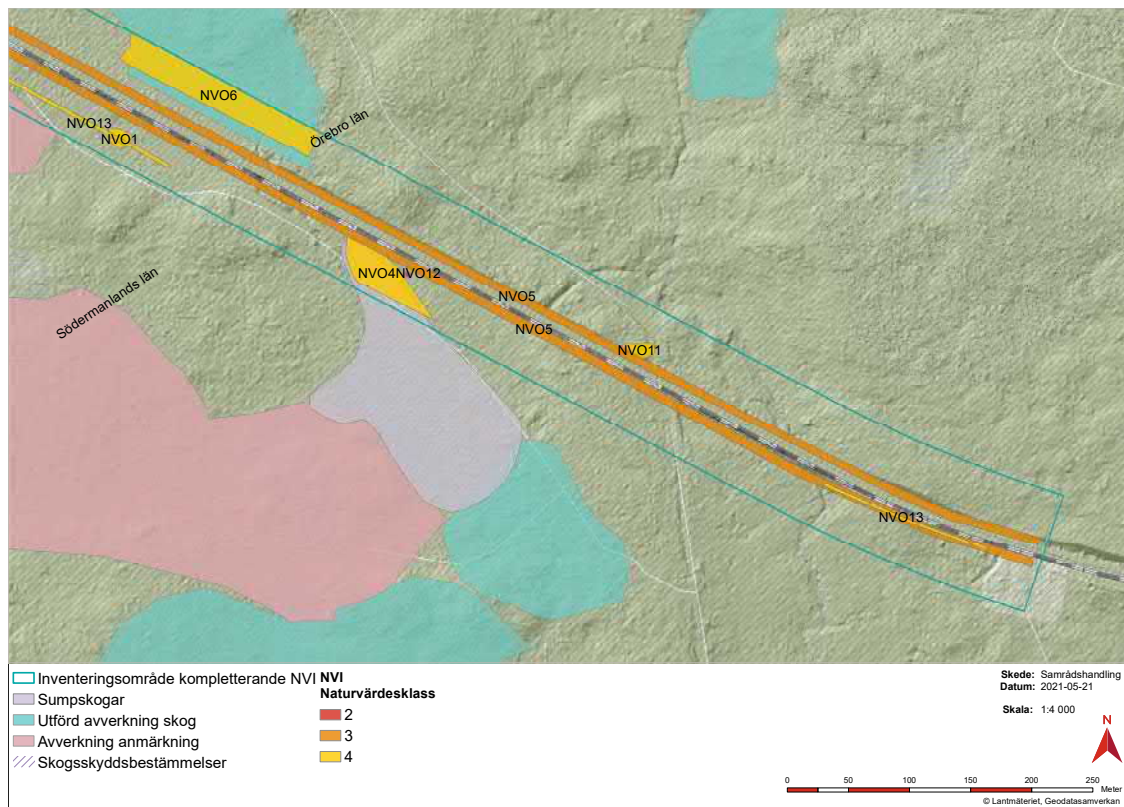 NVO6
Örebro län
NVO13
NVO1
NVO4NVO12
Södermanlands län
NVO5
NVO5
NVO11
NVO13
Inventeringsområde kompletterande NVI
Sumpskogar
Utförd avverkning skog
Avverkning anmärkning
Skogsskyddsbestämmelser
NVI
Naturvärdesklass
2
3
4
Skede: Samrådshandling
Datum: 2021-05-21
Skala: 1:4 000
N
0 50 100 150 200 250
Meter
© Lantmäteriet, Geodatasamverkan